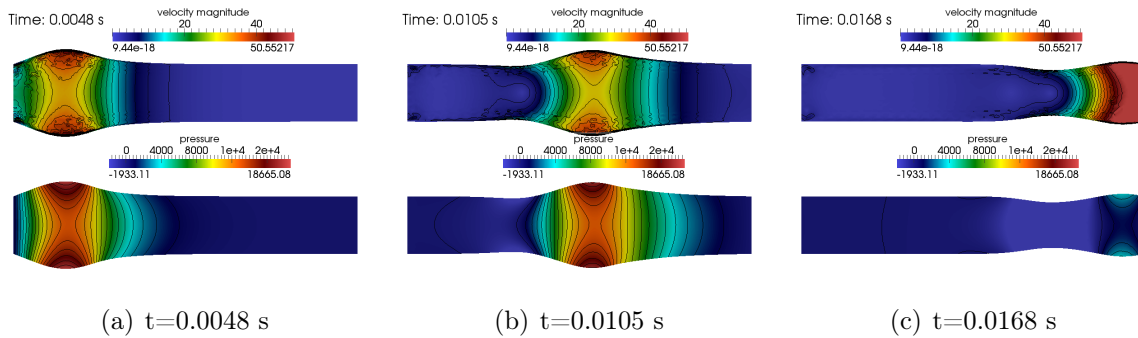 Time: 0.0048 s
velocity magnitude
20 40
9.44e-18 50.55217
pressure
0 4000 8000 1e+4 2e+4
-1933.11 18665.08
(a) t=0.0048 s
Time: 0.0105 s
velocity magnitude
20 40
9.44e-18 50.55217
pressure
0 4000 8000 1e+4 2e+4
-1933.11 18665.08
(b) t=0.0105 s
Time: 0.0168 s
velocity magnitude
20 40
9.44e-18 50.55217
pressure
0 4000 8000 1e+4 2e+4
-1933.11 18665.08
(c) t=0.0168 s